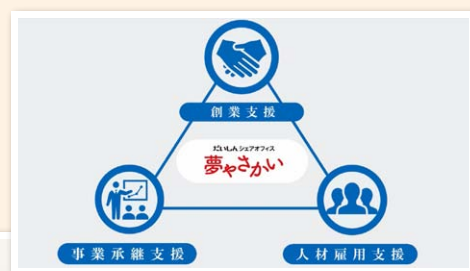 創業支援
だいしんシェアオフィス
夢やさかい
事業承継支援
人材雇用支援